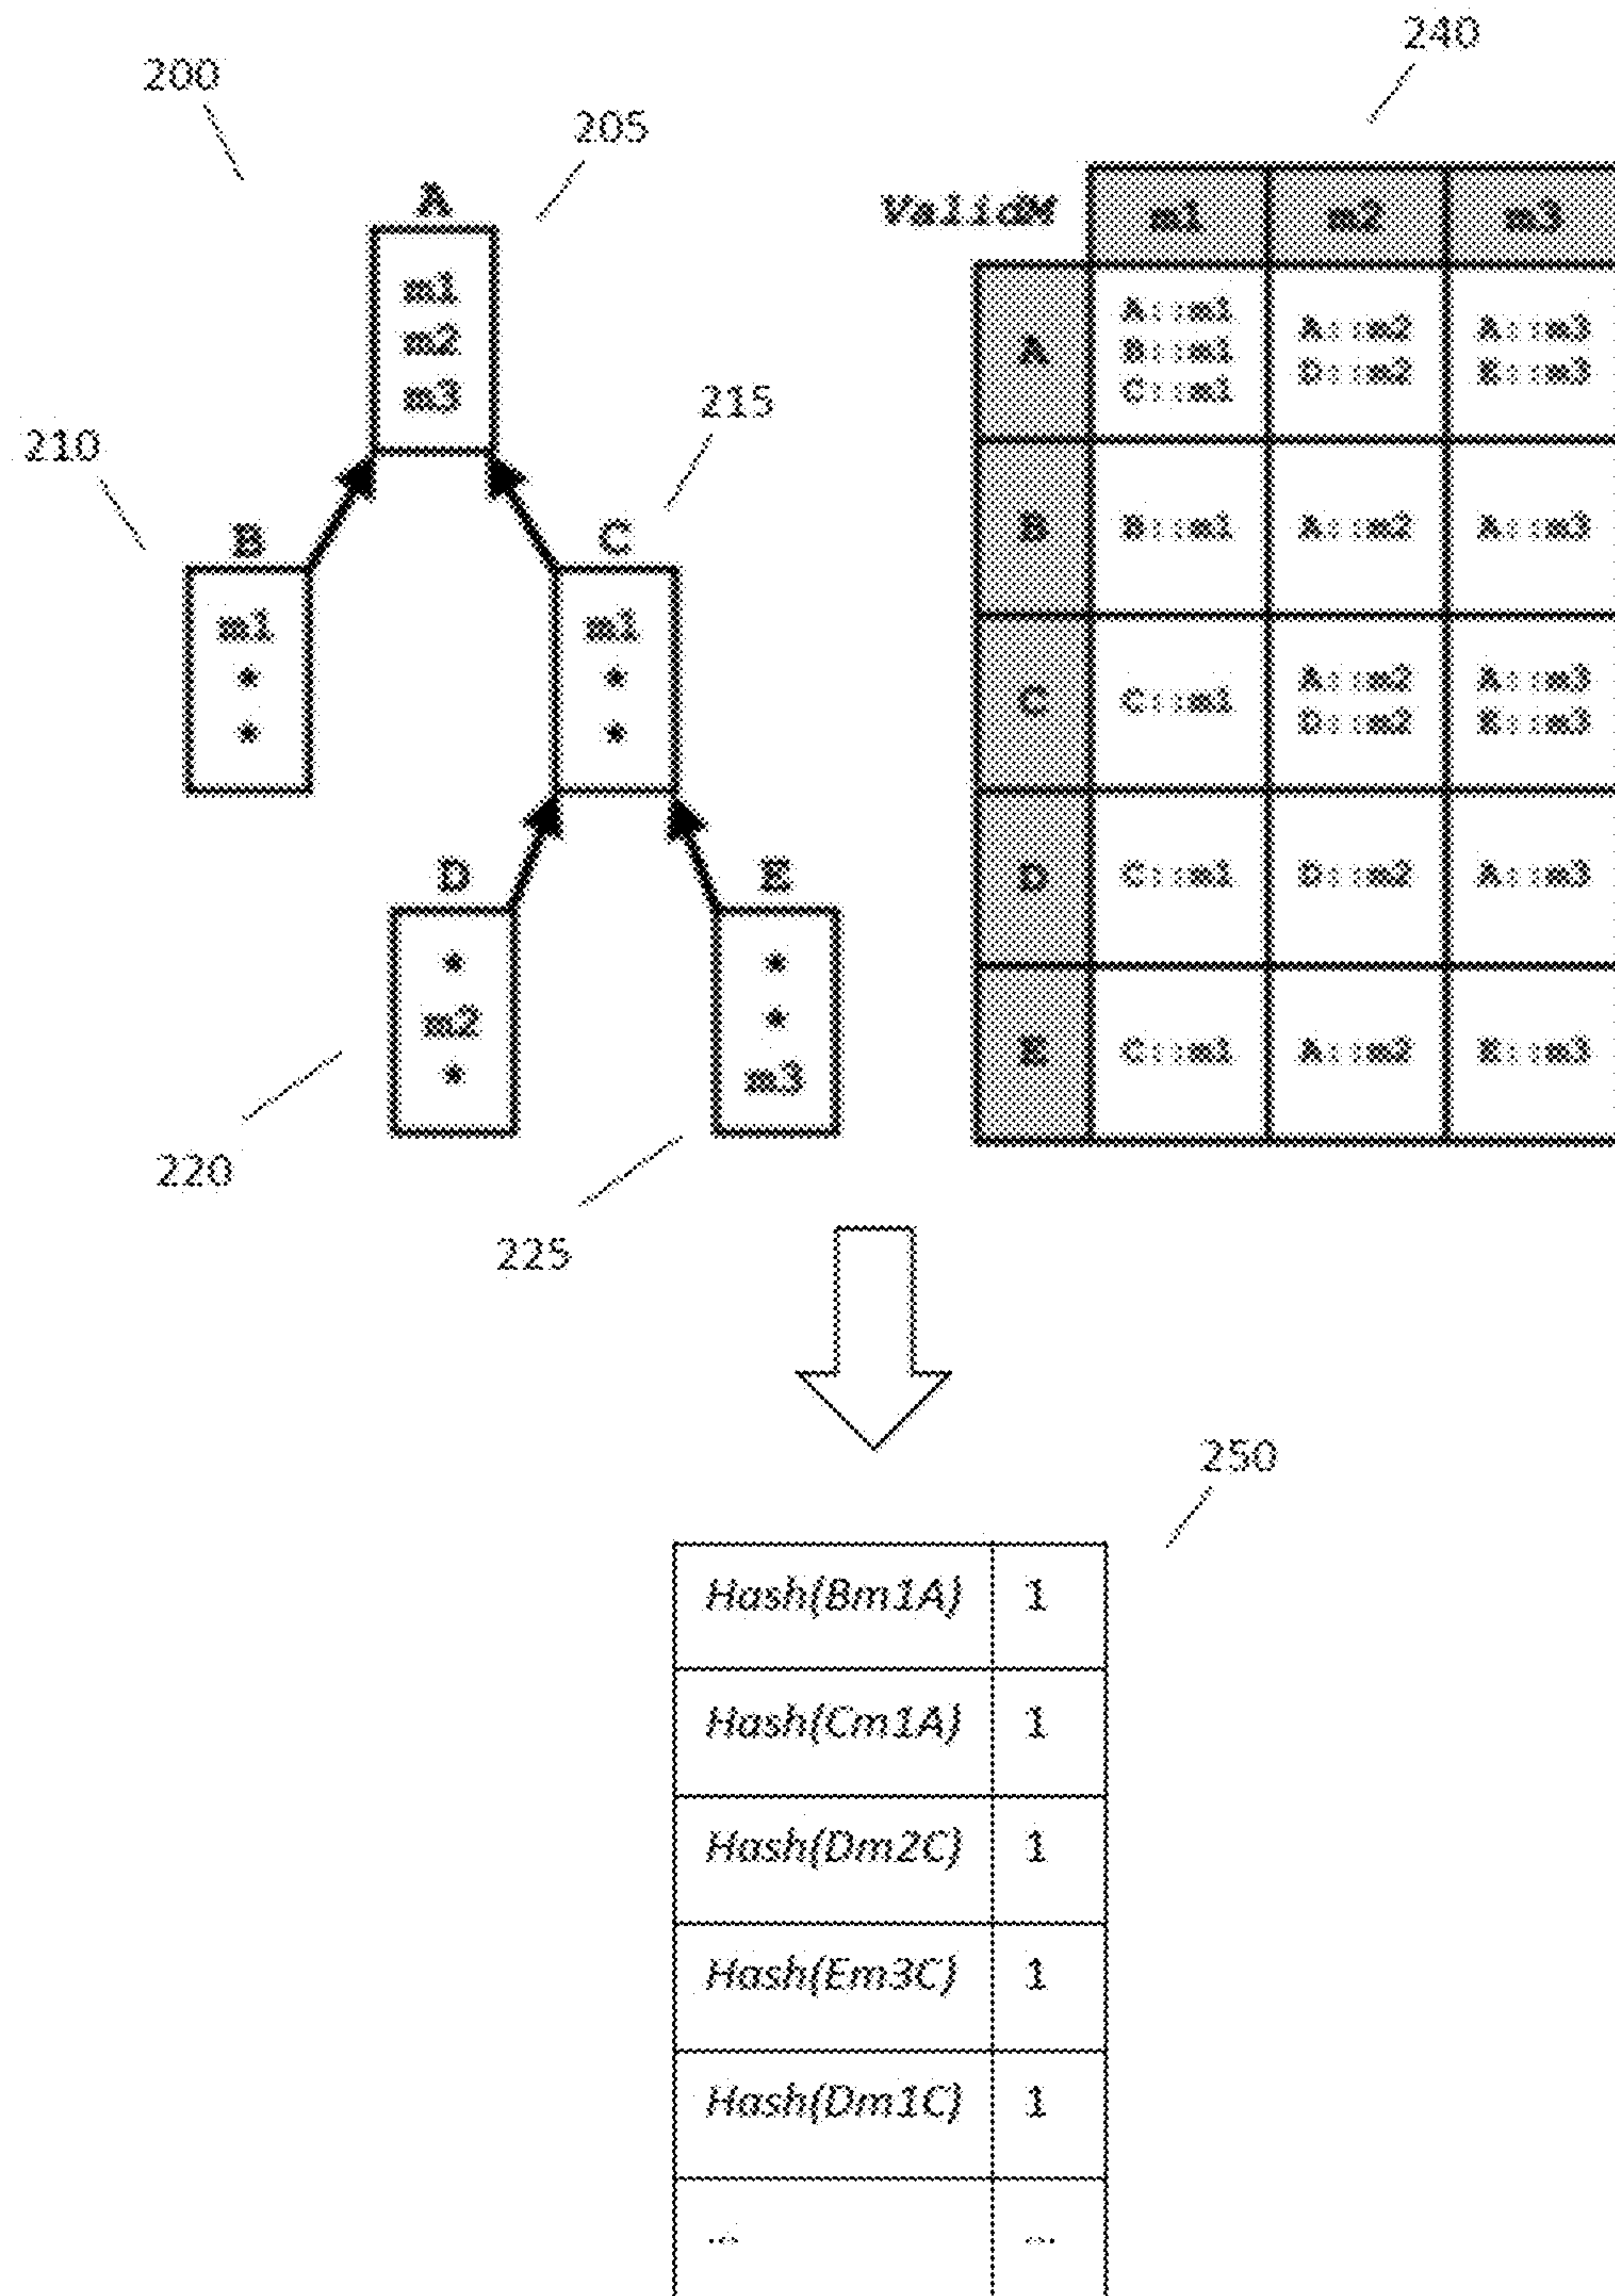 240
200
205
A
ValidM m1 m2 m3
m1
m2
m3
A
A::m1
B::m1
C::m1
A::m2
D::m2
A::m3
E::m3
215
210
B
C
B B::m1 A::m2 A::m3
m1
*
*
m1
*
*
C C::m1
A::m2
D::m2
A::m3
E::m3
D
E
D C::m1 D::m2 A::m3
*
m2
*
*
*
m3
E C::m1 A::m2 E::m3
220
225
250
Hash(Bm1A) 1
Hash(Cm1A) 1
Hash(Dm2C) 1
Hash(Em3C) 1
Hash(Dm1C) 1
... ...